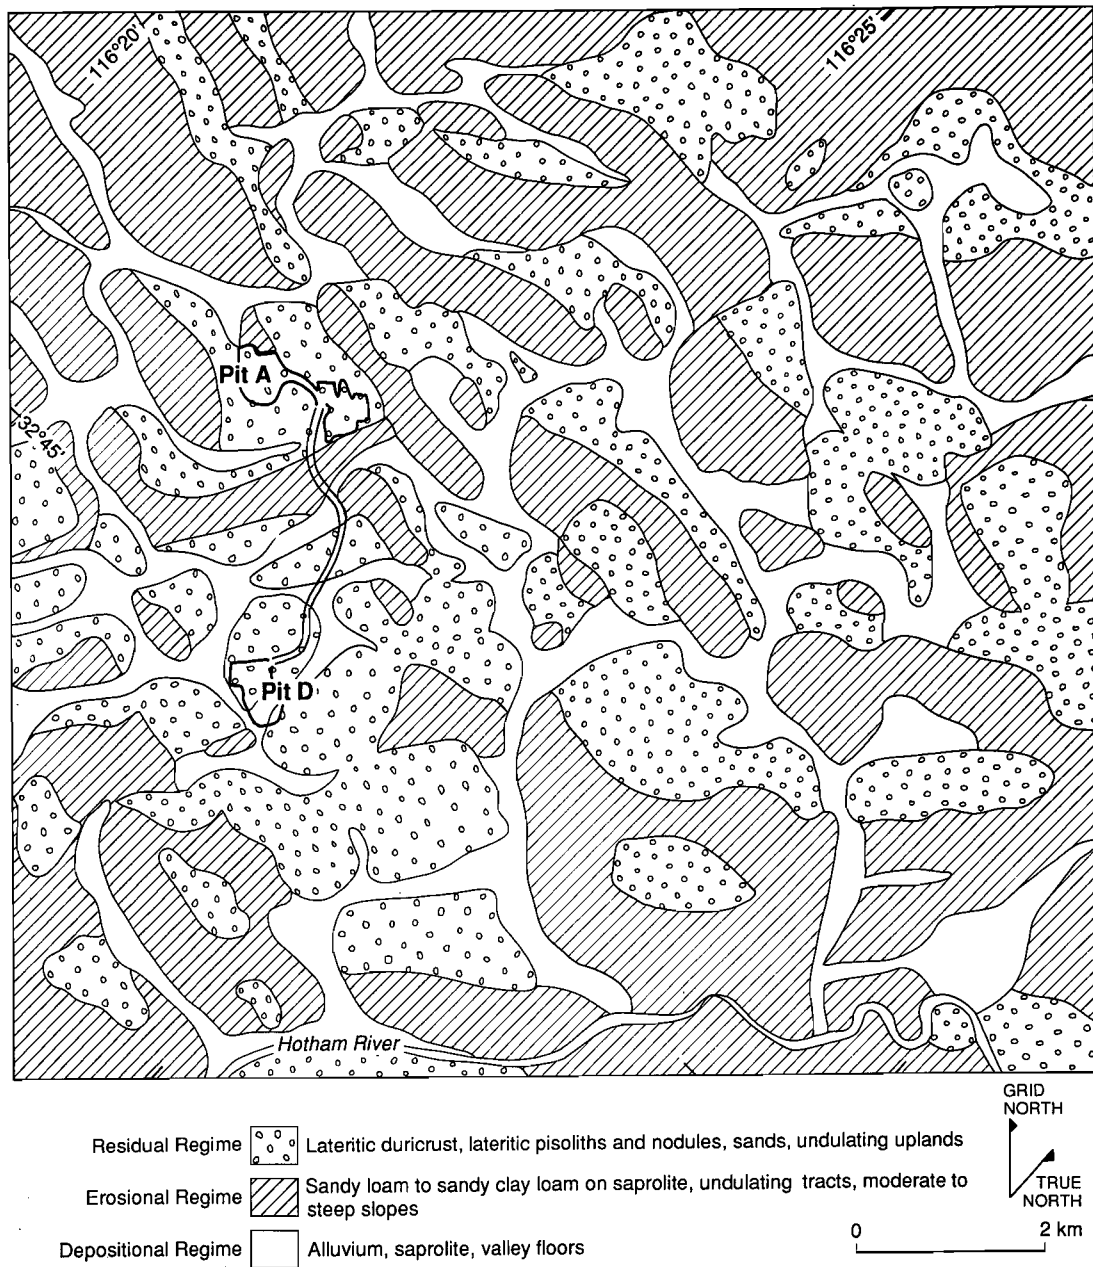 116°20'
116°25'
Pit A
32°45'
Pit D
Hotham River
GRID
NORTH
TRUE
NORTH
Residual Regime
Lateritic duricrust, lateritic pisoliths and nodules, sands, undulating uplands
Erosional Regime
Sandy loam to sandy clay loam on saprolite, undulating tracts, moderate to
steep slopes
Depositional Regime
Alluvium, saprolite, valley floors
0
2 km